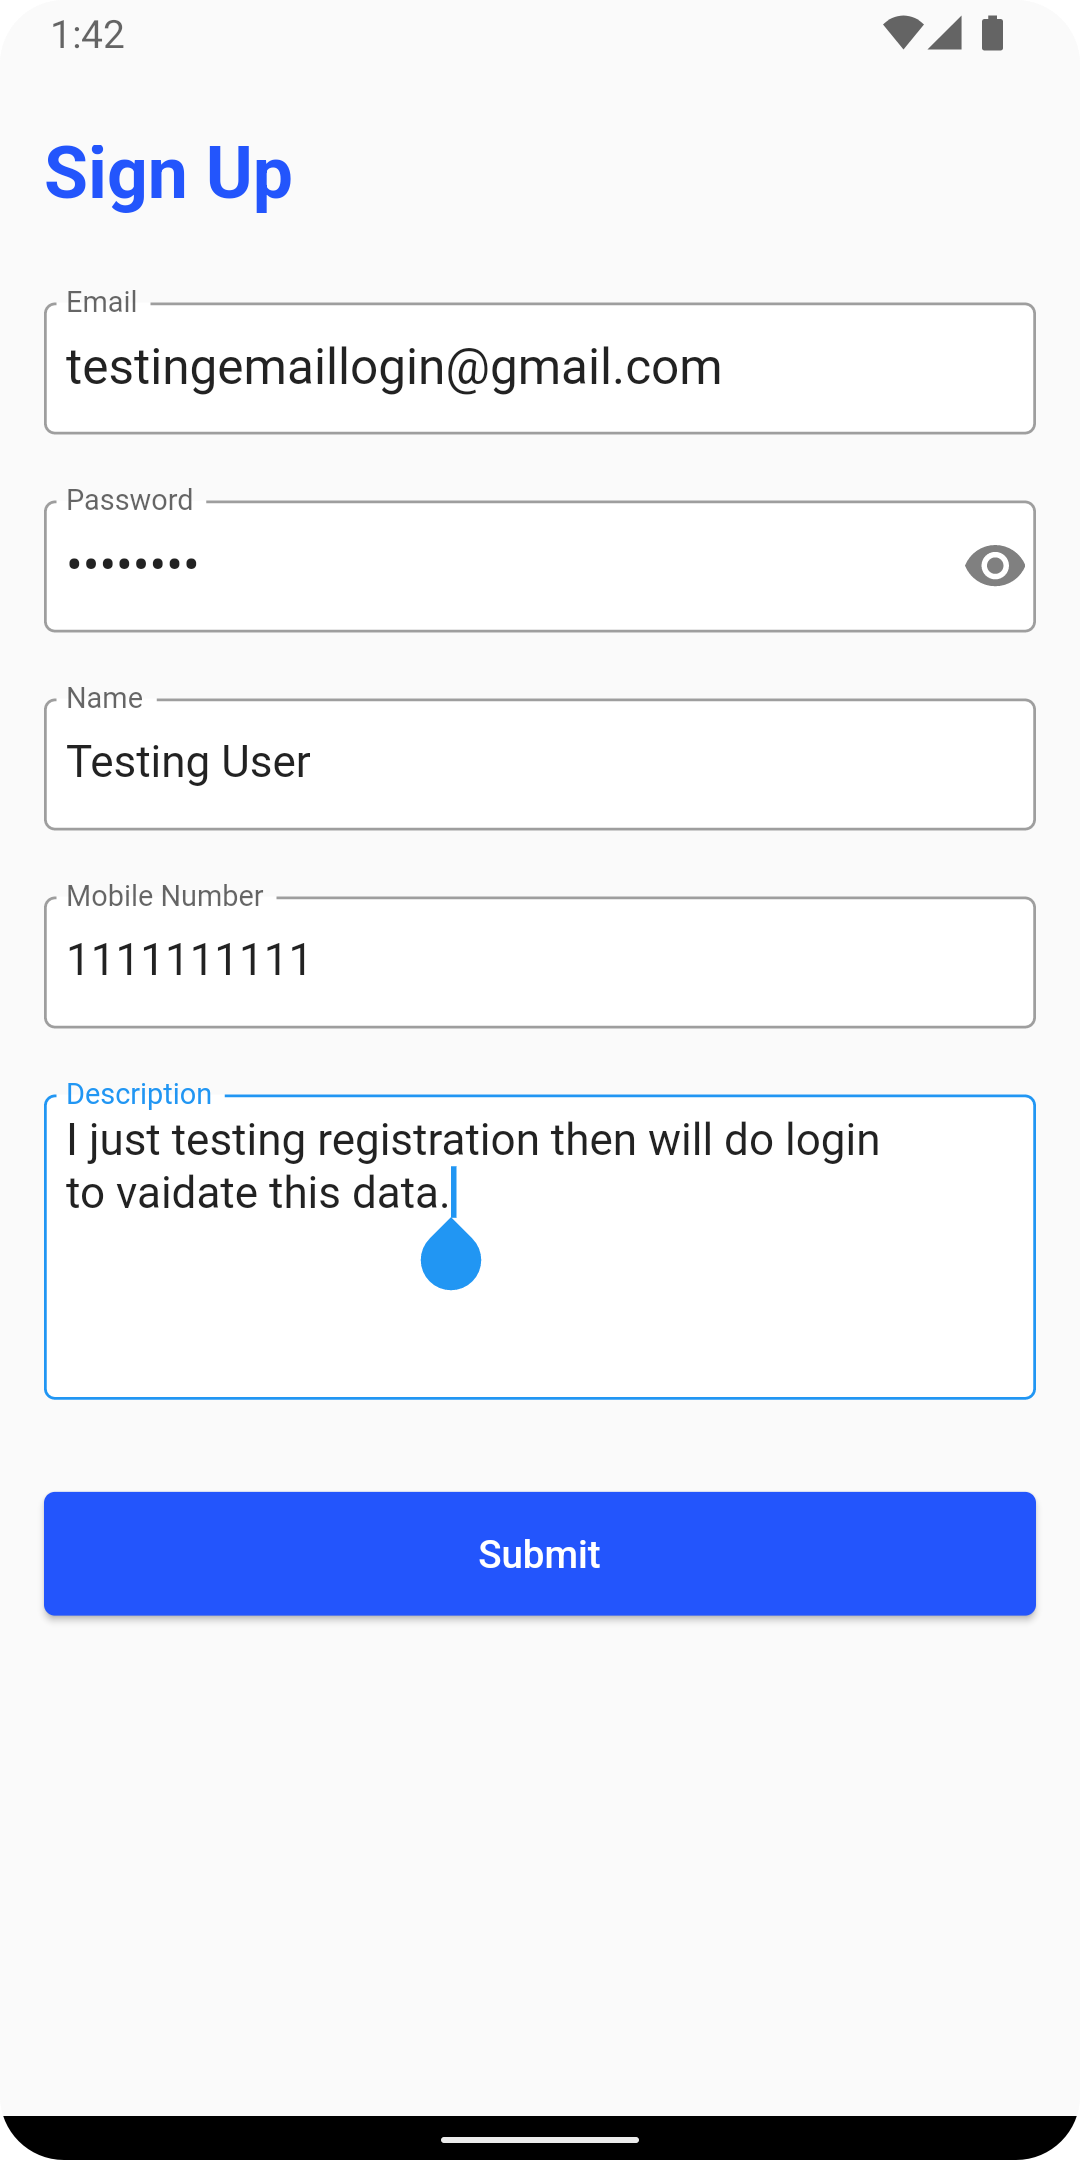 1:42
Sign Up
Email
testingemaillogin@gmail.com
Password
••••••••
Name
Testing User
Mobile Number
1111111111
Description
I just testing registration then will do login
to vaidate this data.
Submit